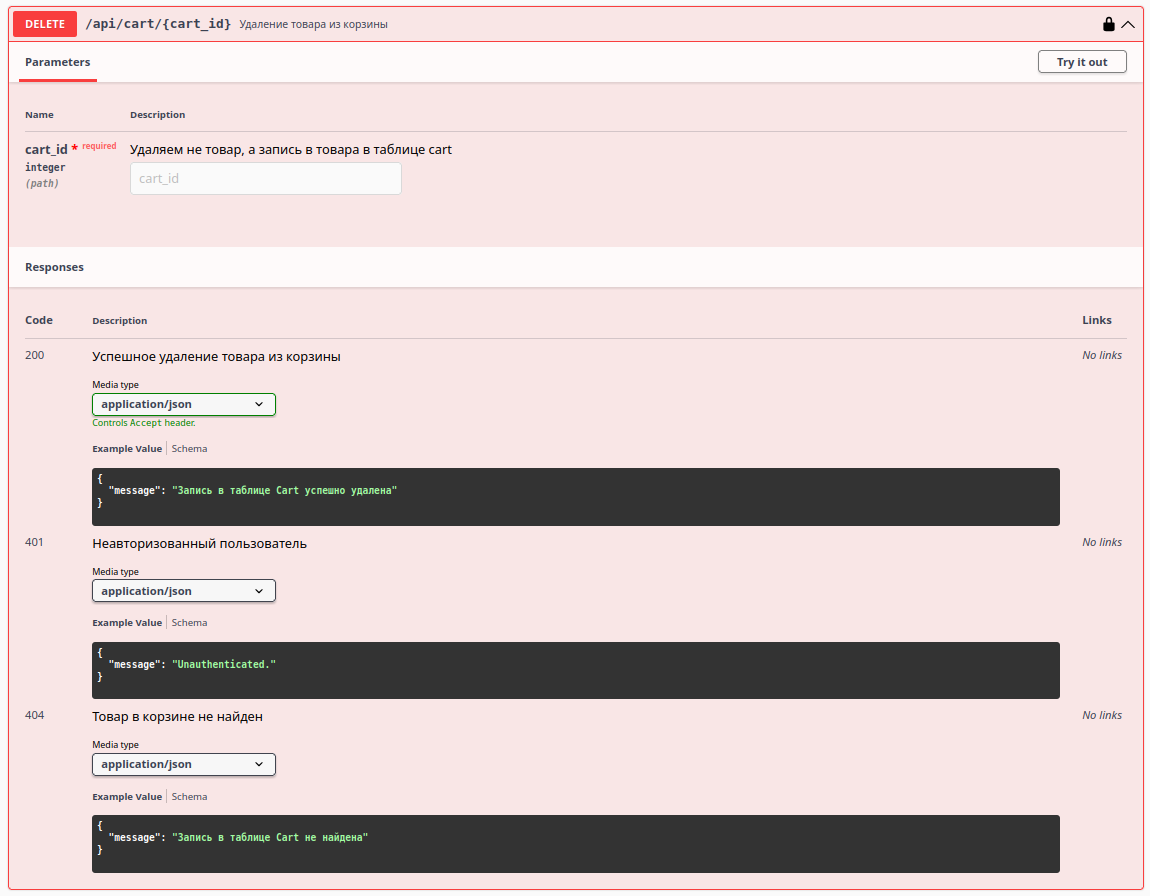 DELETE /api/cart/{cart_id} Удаление товара из корзины
Parameters
Try it out
Name Description
cart_id * required
integer
(path)
Удаляем не товар, а запись в товара в таблице cart
cart_id
Responses
Code Description Links
200 Успешное удаление товара из корзины No links
Media type
application/json
Controls Accept header.
Example Value Schema
{
"message": "Запись в таблице Cart успешно удалена"
}
401 Неавторизованный пользователь No links
Media type
application/json
Example Value Schema
{
"message": "Unauthenticated."
}
404 Товар в корзине не найден No links
Media type
application/json
Example Value Schema
{
"message": "Запись в таблице Cart не найдена"
}